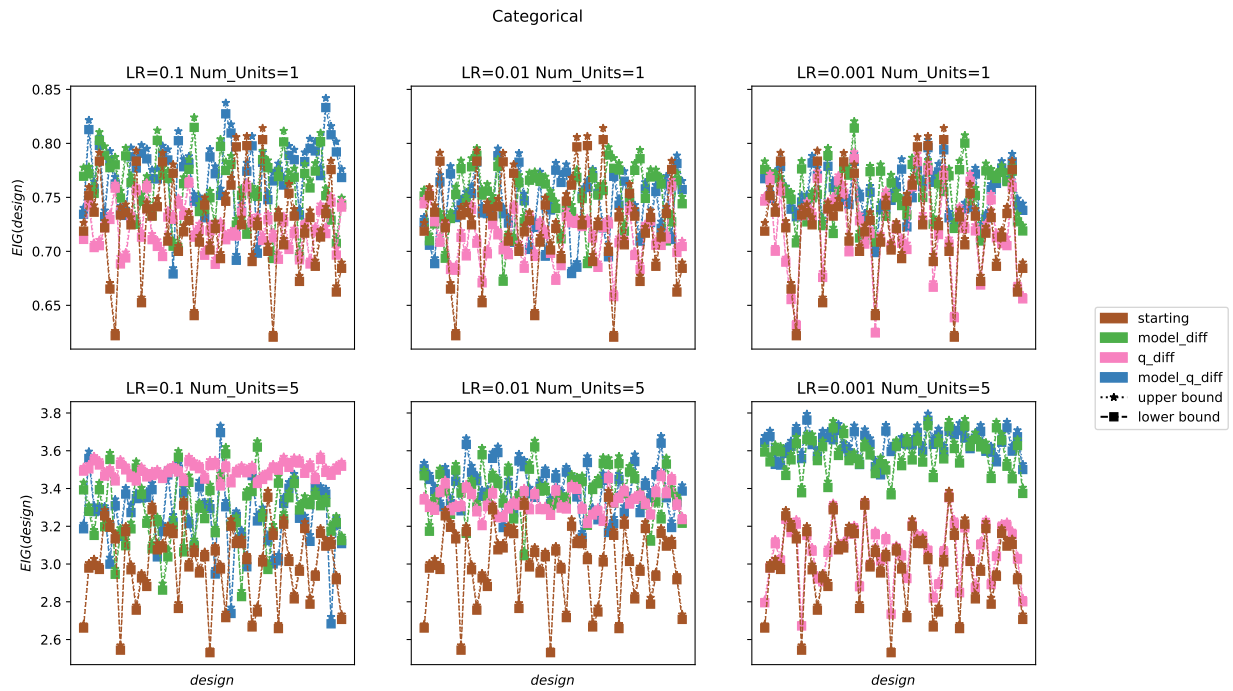 Categorical
LR=0.1 Num_Units=1
LR=0.01 Num_Units=1
LR=0.001 Num_Units=1
EIG(design)
0.85
0.80
0.75
0.70
0.65
starting
model_diff
q_diff
model_q_diff
upper bound
lower bound
LR=0.1 Num_Units=5
LR=0.01 Num_Units=5
LR=0.001 Num_Units=5
EIG(design)
3.8
3.6
3.4
3.2
3.0
2.8
2.6
design
design
design